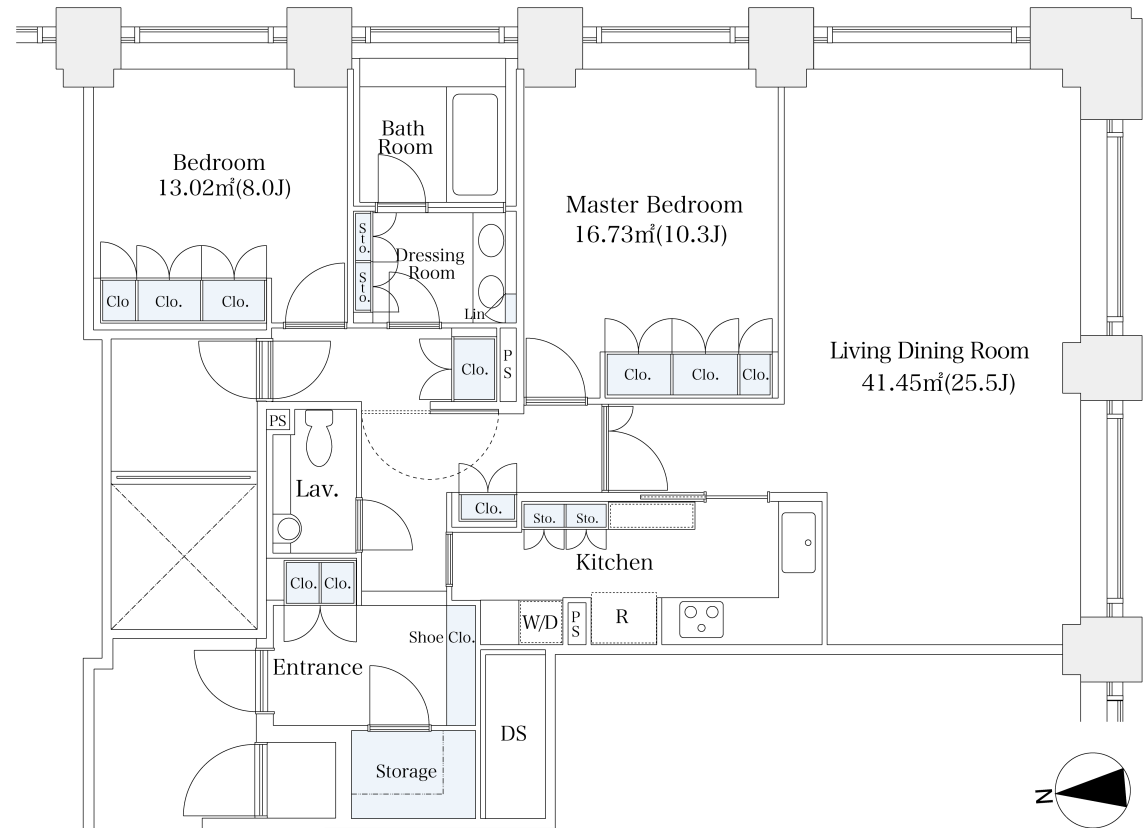 Bath
Room
Bedroom
13.02㎡(8.0J)
Master Bedroom
16.73㎡(10.3J)
Sto.
Sto.
Dressing
Room
Lin
Clo
Clo.
Clo.
Living Dining Room
41.45㎡(25.5J)
Clo.
PS
Clo.
Clo.
Clo.
PS
Lav.
Clo.
Sto.
Sto.
Kitchen
Clo.
Clo.
W/D
PS
R
Shoe Clo.
Entrance
DS
Storage
N